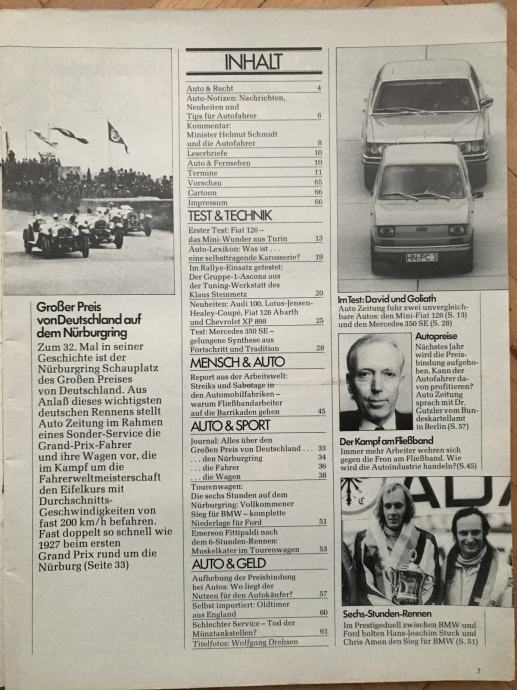 Großer Preis
von Deutschland auf
dem Nürburgring
Zum 32. Mal in seiner
Geschichte ist der
Nürburgring Schauplatz
des Großen Preises
von Deutschland. Aus
Anlaß dieses wichtigsten
deutschen Rennens stellt
Auto Zeitung im Rahmen
eines Sonder-Service die
Grand-Prix-Fahrer
und ihre Wagen vor, die
im Kampf um die
Fahrerweltmeisterschaft
den Eifelkurs mit
Durchschnitts-
Geschwindigkeiten von
fast 200 km/h befahren.
Fast doppelt so schnell wie
1927 beim ersten
Grand Prix rund um die
Nürburg (Seite 33)
INHALT
Auto & Recht 4
Auto-Notizen: Nachrichten,
Neuheiten und
Tips für Autofahrer 6
Kommentar:
Minister Helmut Schmidt
und die Autofahrer 8
Leserbriefe 10
Auto & Fernsehen 10
Termine 11
Vorschau 65
Cartoon 66
Impressum 66
TEST & TECHNIK
Erster Test: Fiat 126 –
das Mini-Wunder aus Turin 13
Auto-Lexikon: Was ist . . .
eine selbsttragende Karosserie? 19
Im Rallye-Einsatz getestet:
Der Gruppe-1-Ascona aus
der Tuning-Werkstatt des
Klaus Steinmetz 20
Neuheiten: Audi 100, Lotus-Jensen-
Healey-Coupé, Fiat 128 Abarth
und Chevrolet XP 898 25
Test: Mercedes 350 SE –
gelungene Synthese aus
Fortschritt und Tradition 28
MENSCH & AUTO
Report aus der Arbeitswelt:
Streiks und Sabotage in
den Automobilfabriken –
warum Fließbandarbeiter
auf die Barrikaden gehen 45
AUTO & SPORT
Journal: Alles über den
Großen Preis von Deutschland . . . 33
. . . den Nürburgring 34
. . . die Fahrer 36
. . . die Wagen 38
Tourenwagen:
Die sechs Stunden auf dem
Nürburgring: Vollkommener
Sieg für BMW – komplette
Niederlage für Ford 51
Emerson Fittipaldi nach
dem 6-Stunden-Rennen:
Muskelkater im Tourenwagen 53
AUTO & GELD
Aufhebung der Preisbindung
bei Autos: Wo liegt der
Nutzen für den Autokäufer? 57
Selbst importiert: Oldtimer
aus England 60
Schlechter Service – Tod der
Münztankstellen? 61
Titelfotos: Wolfgang Drehsen
HN-PC 3
Im Test: David und Goliath
Auto Zeitung fuhr zwei unvergleich-
bare Autos: den Mini-Fiat 126 (S. 13)
und den Mercedes 350 SE (S. 28)
Autopreise
Nächstes Jahr
wird die Preis-
bindung aufgeho-
ben. Kann der
Autofahrer da-
von profitieren?
Auto Zeitung
sprach mit Dr.
Gutzler vom Bun-
deskartellamt
in Berlin (S. 57)
Der Kampf am Fließband
Immer mehr Arbeiter wehren sich
gegen die Fron am Fließband. Wie
wird die Autoindustrie handeln? (S.45)
ADA
Sechs-Stunden-Rennen
Im Prestigeduell zwischen BMW und
Ford holten Hans-Joachim Stuck und
Chris Amon den Sieg für BMW (S. 51)
3